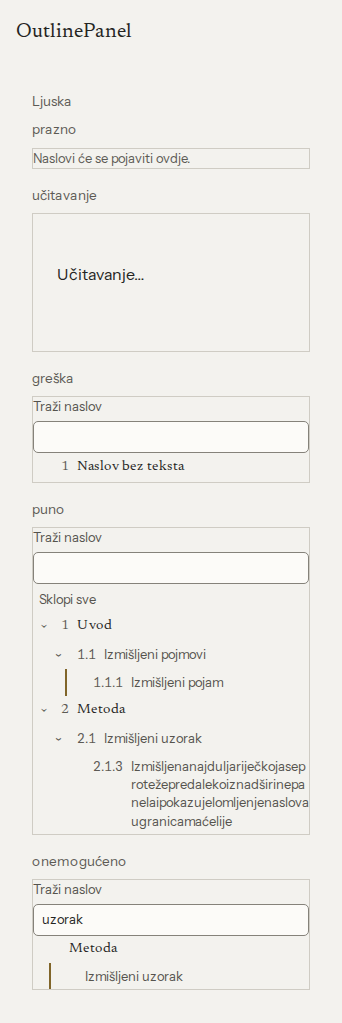 OutlinePanel
Ljuska
prazno
Naslovi će se pojaviti ovdje.
učitavanje
Učitavanje…
greška
Traži naslov
1 Naslov bez teksta
puno
Traži naslov
Sklopi sve
1 Uvod
1.1 Izmišljeni pojmovi
1.1.1 Izmišljeni pojam
2 Metoda
2.1 Izmišljeni uzorak
2.1.3 Izmišljenanajduljariječkojasep
rotežepredalekoiznadširinepa
nelaipokazujelomljenjenaslova
ugranicamaćelije
onemogućeno
Traži naslov
uzorak
Metoda
Izmišljeni uzorak